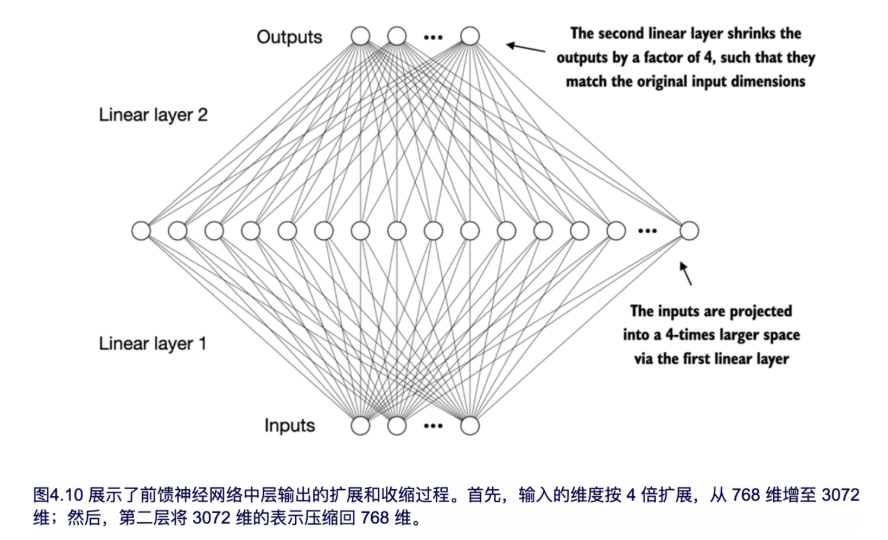 Outputs
The second linear layer shrinks the
outputs by a factor of 4, such that they
match the original input dimensions
Linear layer 2
Linear layer 1
The inputs are projected
into a 4-times larger space
via the first linear layer
Inputs
图4.10 展示了前馈神经网络中层输出的扩展和收缩过程。首先，输入的维度按 4 倍扩展，从 768 维增至 3072
维；然后，第二层将 3072 维的表示压缩回 768 维。